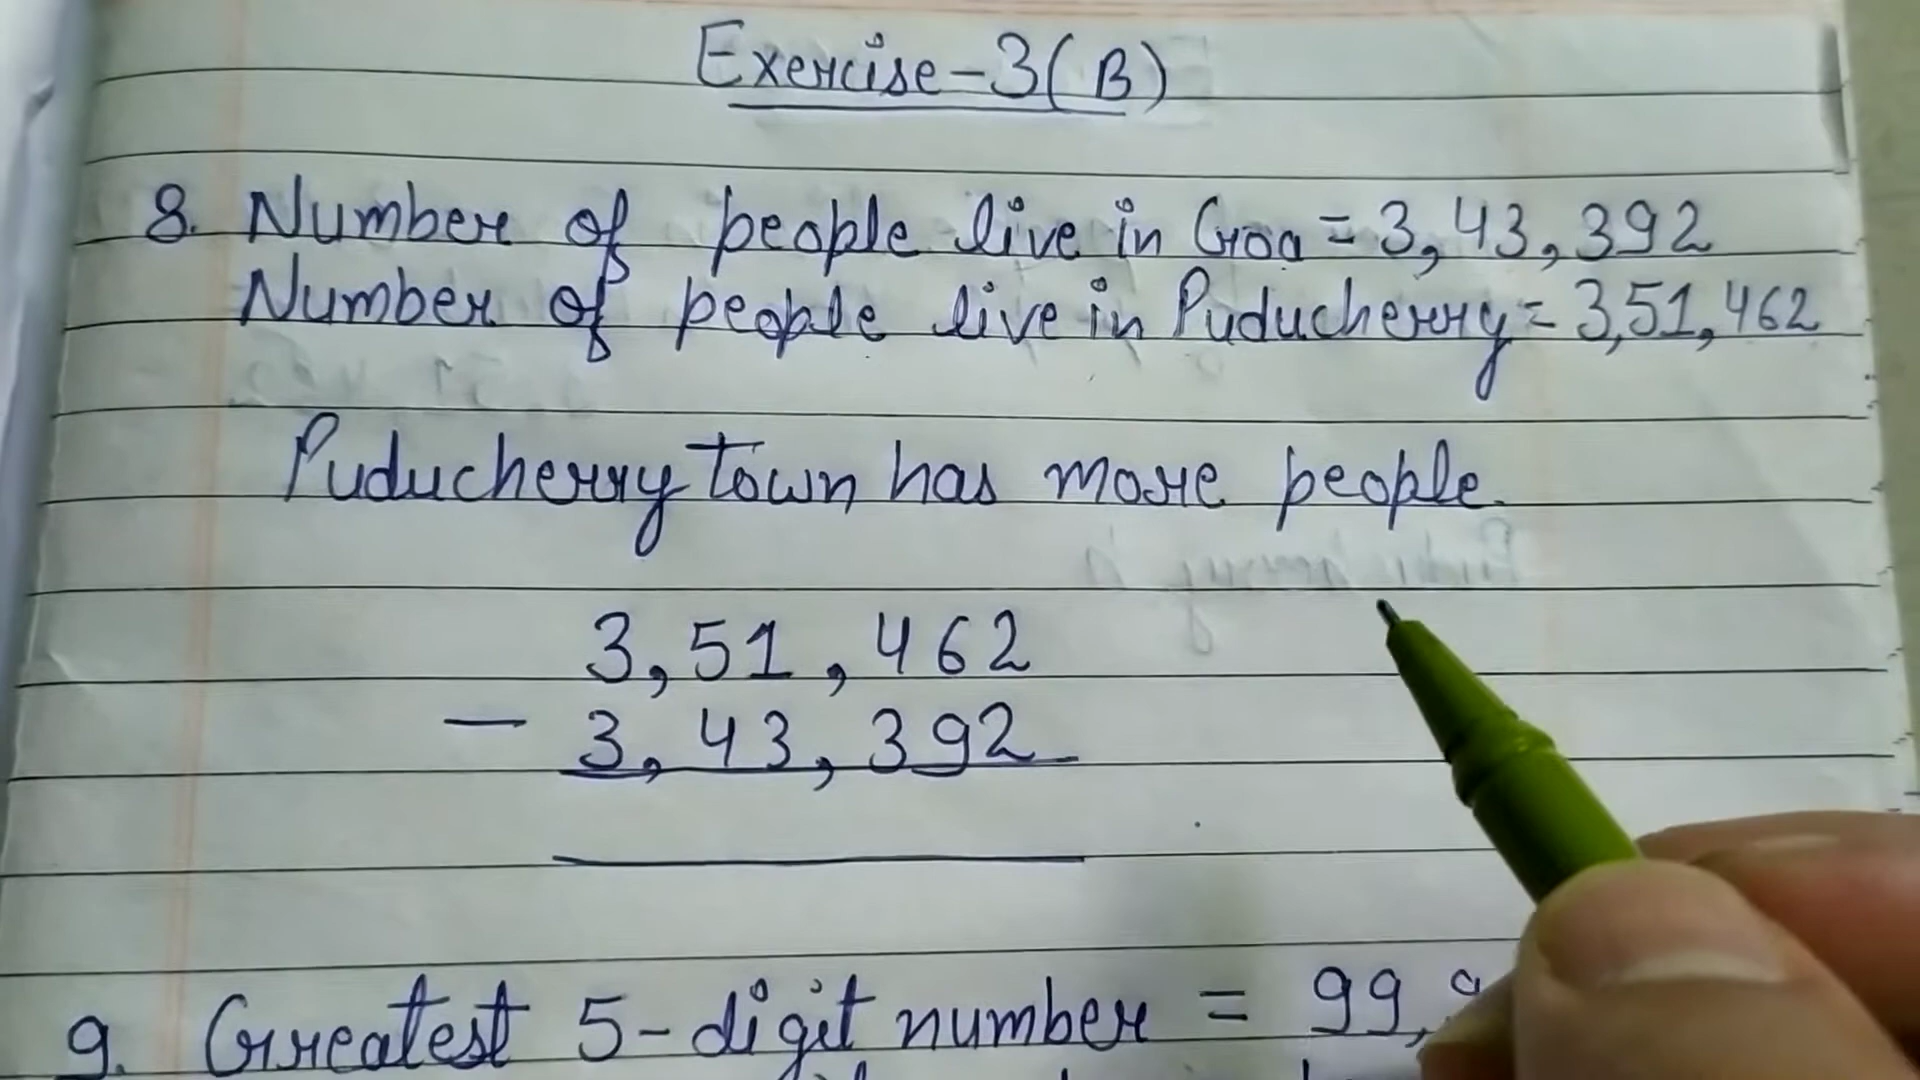 Exercise-3(B)
8. Number of people live in Goa = 3,43,392
Number of people live in Puducherry = 3,51,462
Puducherry Town has more people.
3,51,462
- 3,43,392
9. Greatest 5-digit number = 99,9